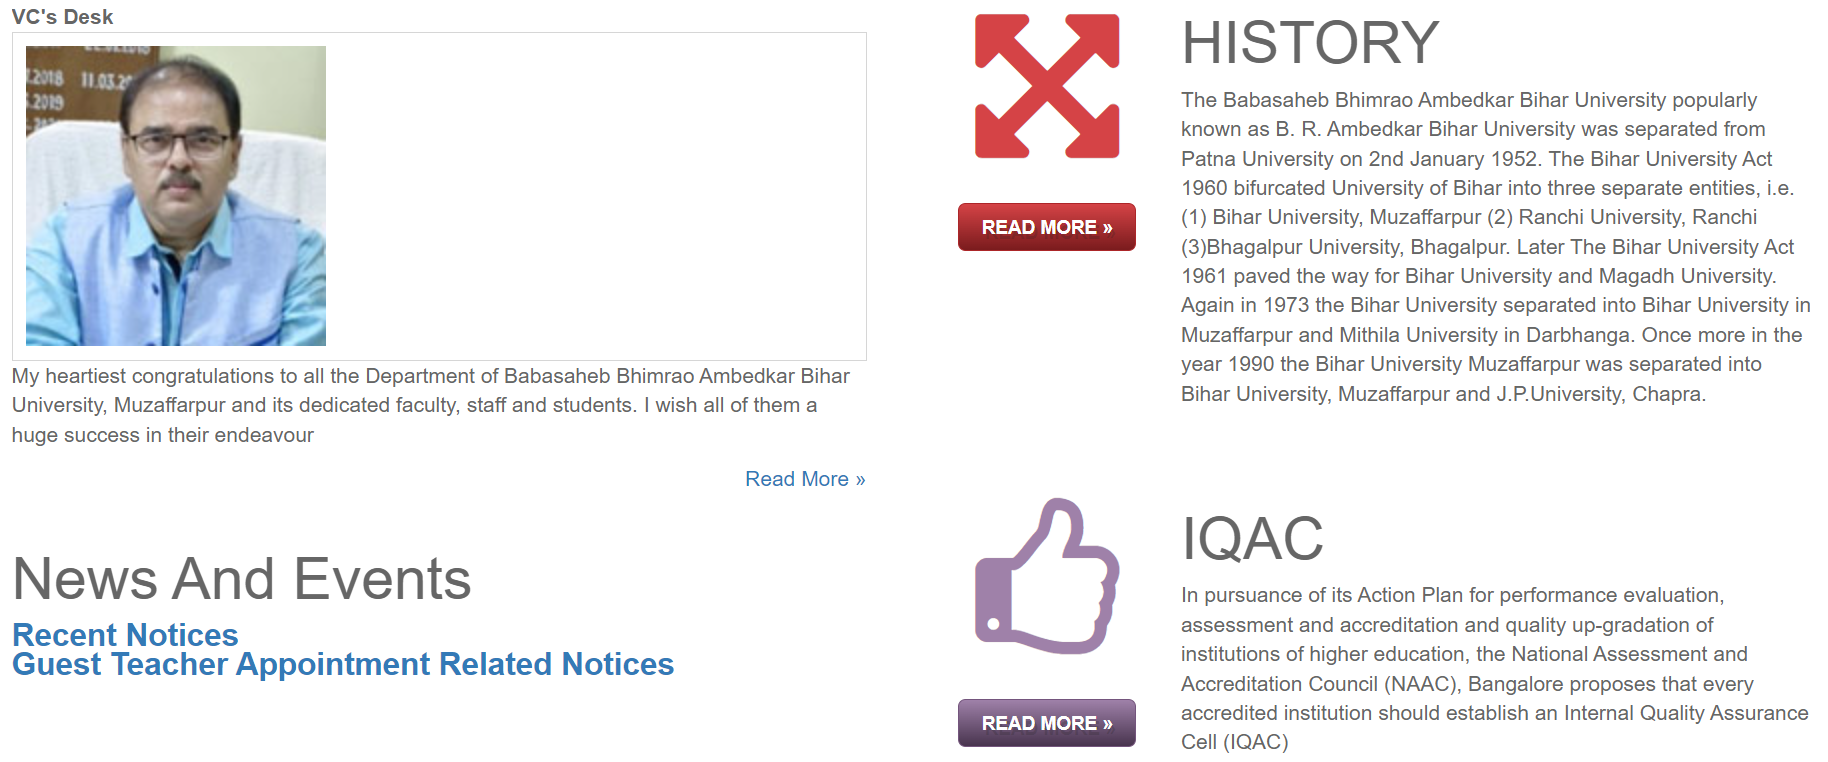 VC's Desk
22.03.2018
.2018 11.03.20
.2019
My heartiest congratulations to all the Department of Babasaheb Bhimrao Ambedkar Bihar
University, Muzaffarpur and its dedicated faculty, staff and students. I wish all of them a
huge success in their endeavour
Read More »
News And Events
Recent Notices
Guest Teacher Appointment Related Notices
HISTORY
The Babasaheb Bhimrao Ambedkar Bihar University popularly
known as B. R. Ambedkar Bihar University was separated from
Patna University on 2nd January 1952. The Bihar University Act
1960 bifurcated University of Bihar into three separate entities, i.e.
(1) Bihar University, Muzaffarpur (2) Ranchi University, Ranchi
(3)Bhagalpur University, Bhagalpur. Later The Bihar University Act
1961 paved the way for Bihar University and Magadh University.
Again in 1973 the Bihar University separated into Bihar University in
Muzaffarpur and Mithila University in Darbhanga. Once more in the
year 1990 the Bihar University Muzaffarpur was separated into
Bihar University, Muzaffarpur and J.P.University, Chapra.
READ MORE »
IQAC
In pursuance of its Action Plan for performance evaluation,
assessment and accreditation and quality up-gradation of
institutions of higher education, the National Assessment and
Accreditation Council (NAAC), Bangalore proposes that every
accredited institution should establish an Internal Quality Assurance
Cell (IQAC)
READ MORE »